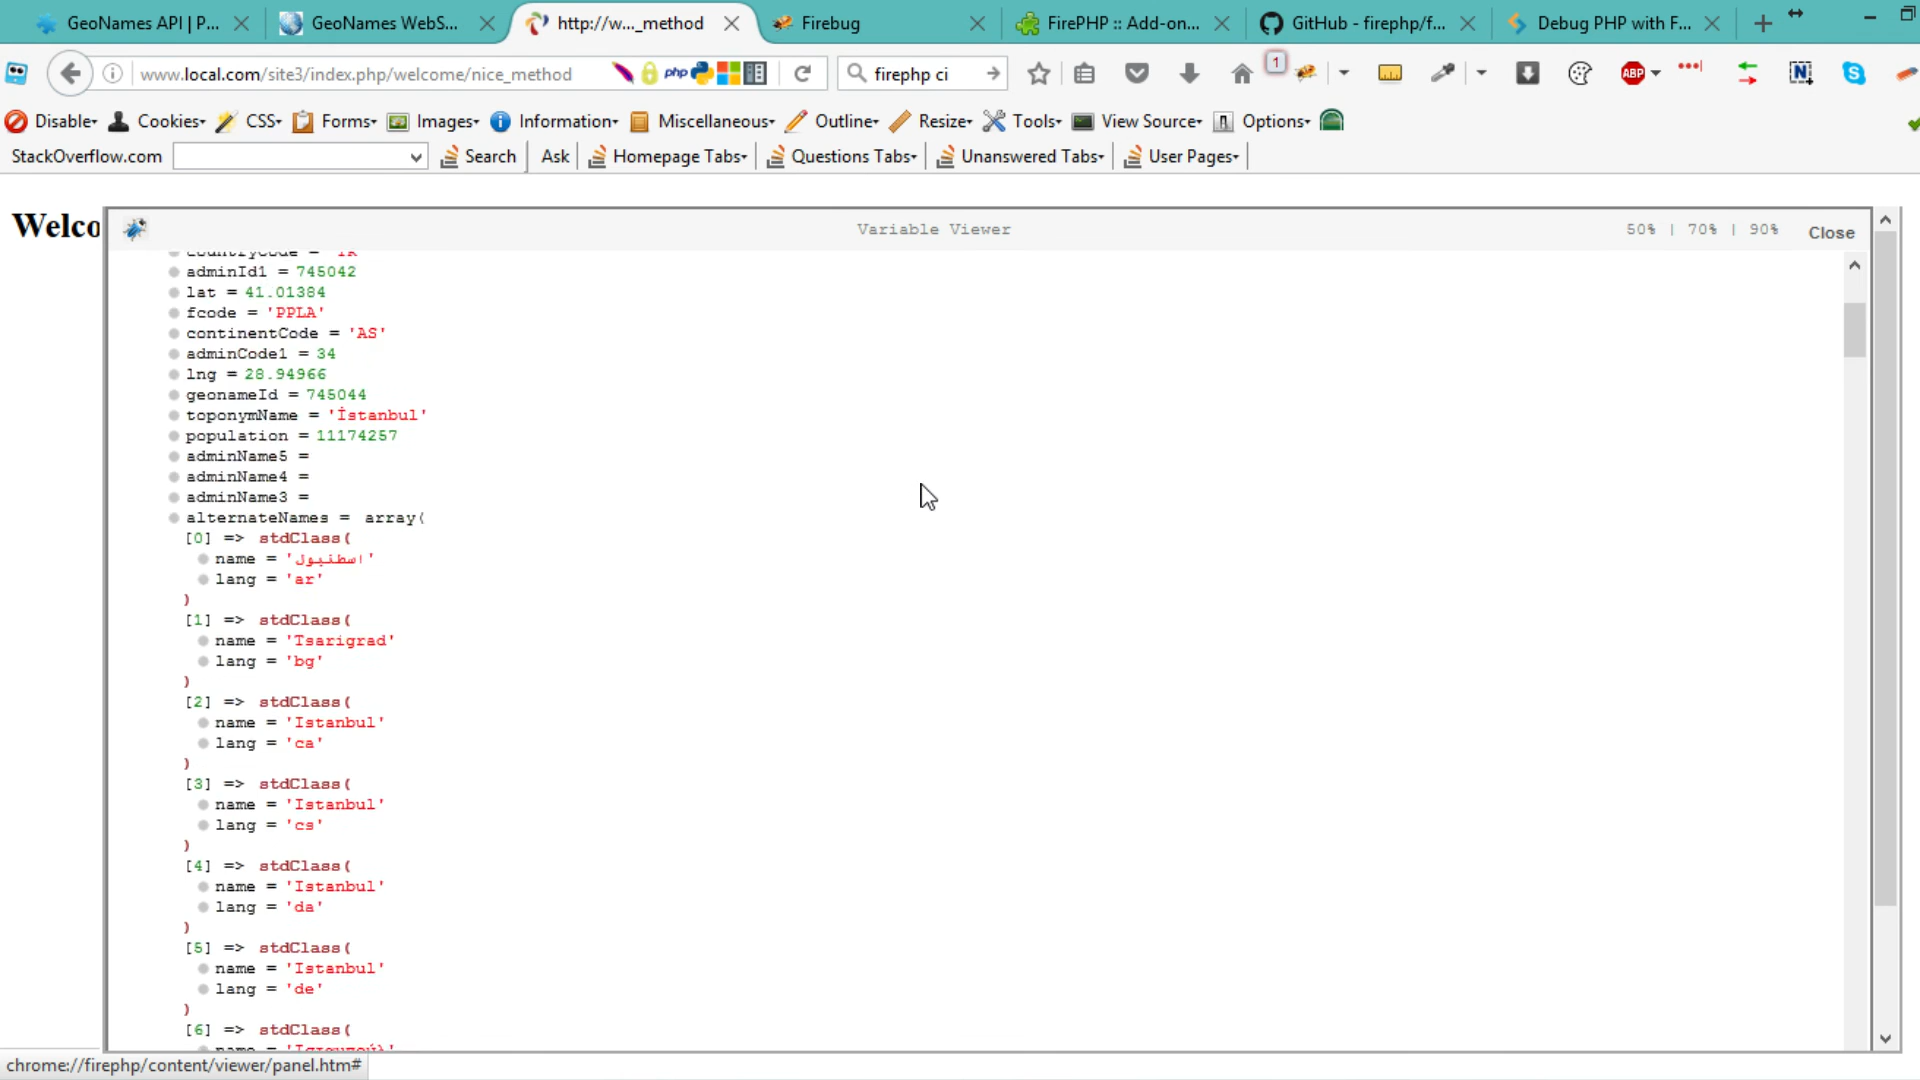 GeoNames API | P...
GeoNames WebS...
http://w..._method
Firebug
FirePHP :: Add-on...
GitHub - firephp/f...
Debug PHP with F...
www.local.com/site3/index.php/welcome/nice_method
php
firephp ci
1
ABP
Disable
Cookies
CSS
Forms
Images
Information
Miscellaneous
Outline
Resize
Tools
View Source
Options
StackOverflow.com
Search
Ask
Homepage Tabs
Questions Tabs
Unanswered Tabs
User Pages
Welco
Variable Viewer
50% | 70% | 90%
Close
countryCode = 'TR'
adminId1 = 745042
lat = 41.01384
fcode = 'PPLA'
continentCode = 'AS'
adminCode1 = 34
lng = 28.94966
geonameId = 745044
toponymName = 'İstanbul'
population = 11174257
adminName5 =
adminName4 =
adminName3 =
alternateNames = array(
[0] => stdClass(
name = 'اسطنبول'
lang = 'ar'
)
[1] => stdClass(
name = 'Tsarigrad'
lang = 'bg'
)
[2] => stdClass(
name = 'Istanbul'
lang = 'ca'
)
[3] => stdClass(
name = 'Istanbul'
lang = 'cs'
)
[4] => stdClass(
name = 'Istanbul'
lang = 'da'
)
[5] => stdClass(
name = 'Istanbul'
lang = 'de'
)
[6] => stdClass(
name =
chrome://firephp/content/viewer/panel.htm#